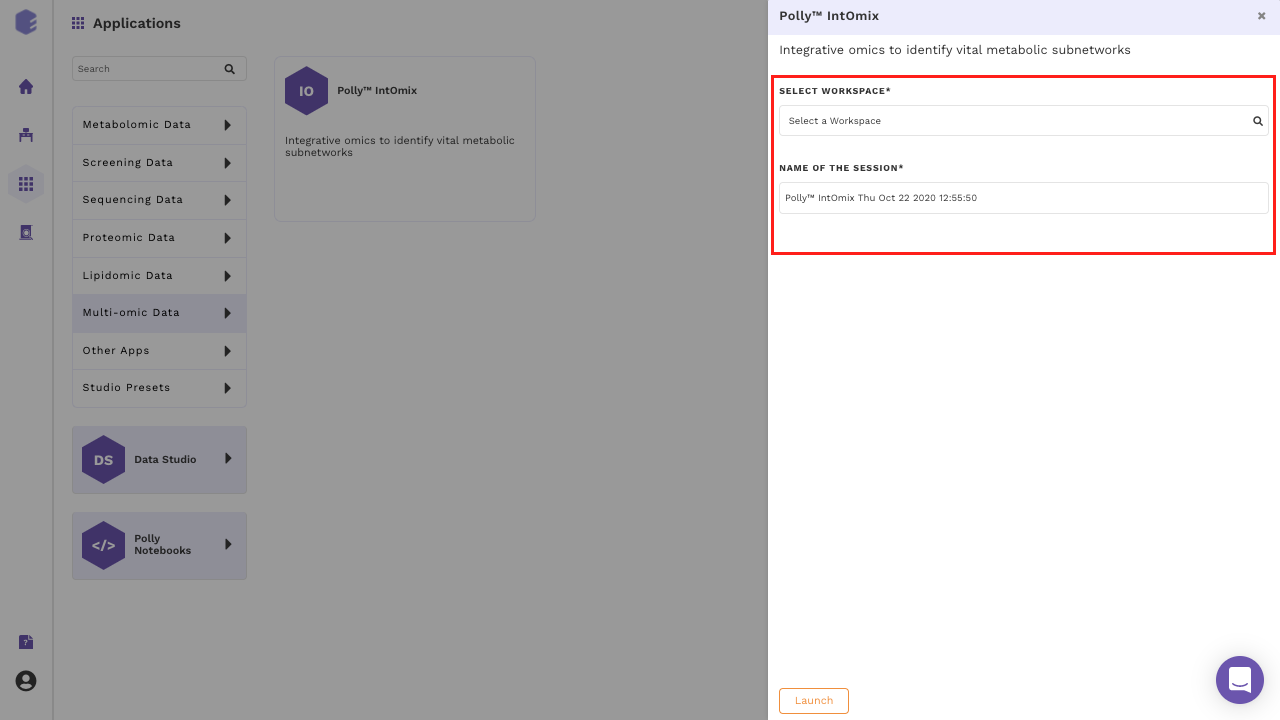 Applications
Search
Metabolomic Data
Screening Data
Sequencing Data
Proteomic Data
Lipidomic Data
Multi-omic Data
Other Apps
Studio Presets
DS
Data Studio
</>
Polly
Notebooks
?
IO
Polly™ IntOmix
Integrative omics to identify vital metabolic
subnetworks
Polly™ IntOmix
Integrative omics to identify vital metabolic subnetworks
SELECT WORKSPACE*
Select a Workspace
NAME OF THE SESSION*
Polly™ IntOmix Thu Oct 22 2020 12:55:50
Launch